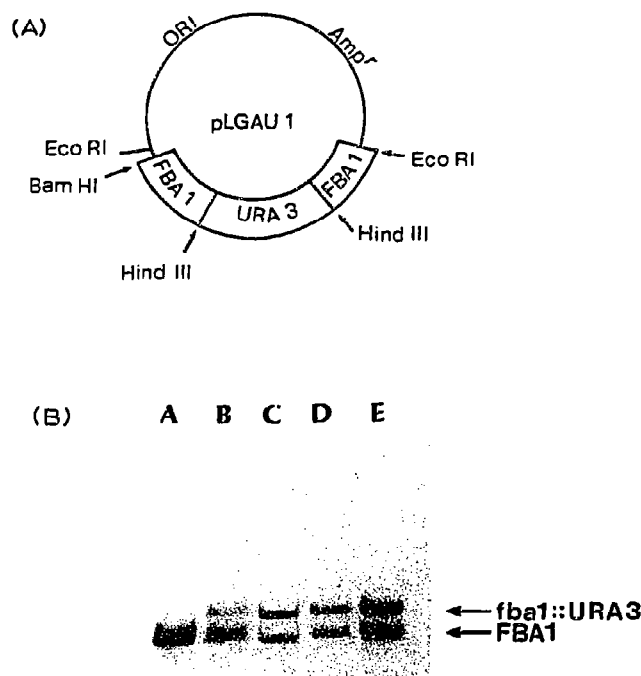 (A)
ORI
Ampr
pLGAU 1
Eco RI
Eco RI
Bam HI
FBA 1
URA 3
FBA 1
Hind III
Hind III
(B)
A B C D E
fba1::URA3
FBA1